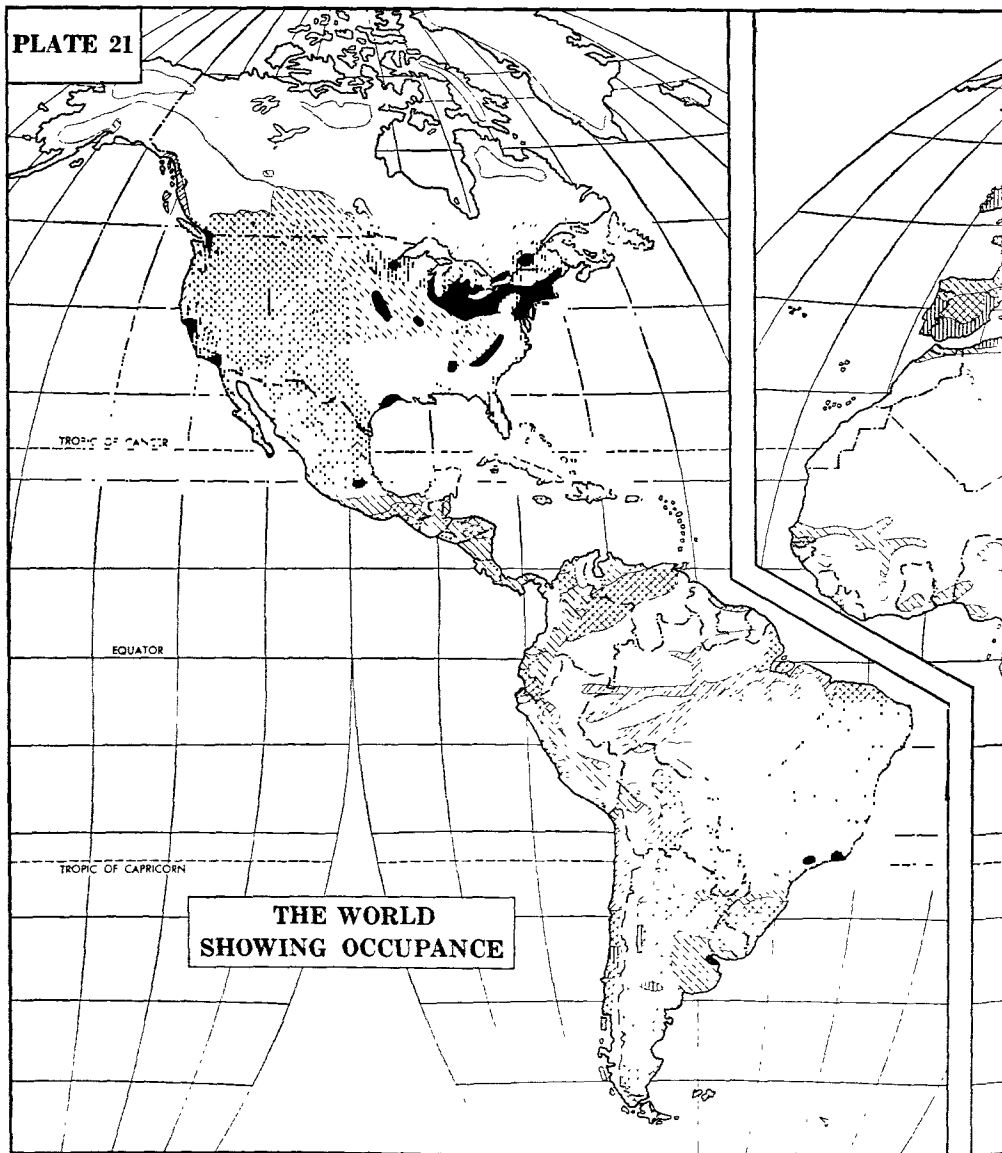 PLATE 21
TROPIC OF CANCER
EQUATOR
TROPIC OF CAPRICORN
THE WORLD
SHOWING OCCUPANCE